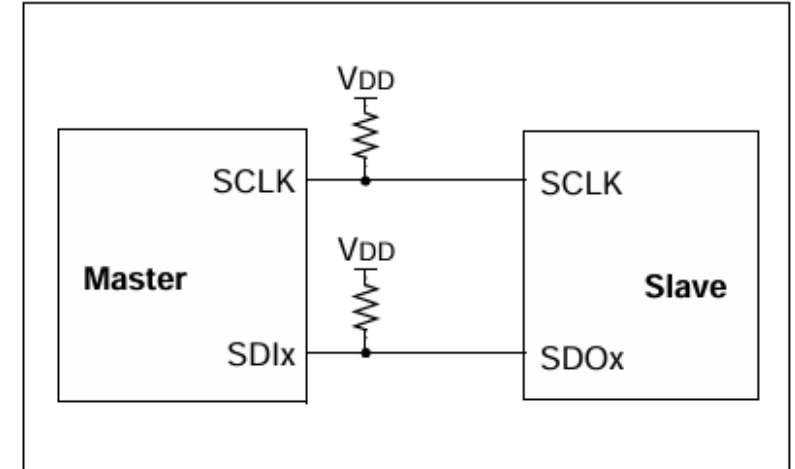 VDD
SCLK
SCLK
VDD
Master
Slave
SDIx
SDOx